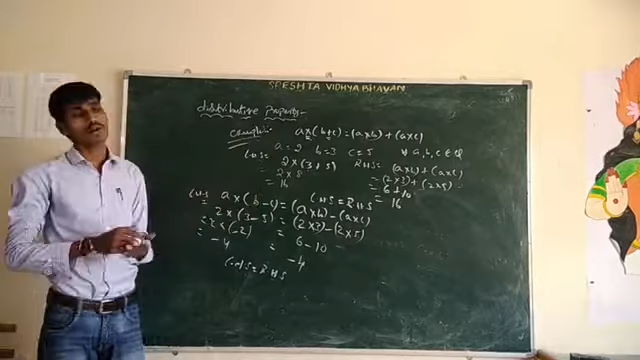 SRESHTA VIDHYA BHAVAN
distributive Property:-
Example:- a×(b+c) = (a×b) + (a×c) ∀ a, b, c ∈ Q
a = 2 b = 3 c = 5
LHS = 2×(3+5) RHS = (a×b) + (a×c)
= 2×8 = (2×3) + (2×5)
= 16 = 6+10
= 16
LHS = RHS
LHS a×(b-c) = (a×b) - (a×c)
= 2×(3-5) = (2×3) - (2×5)
= 2×(-2) = 6-10
= -4 = -4
LHS = RHS